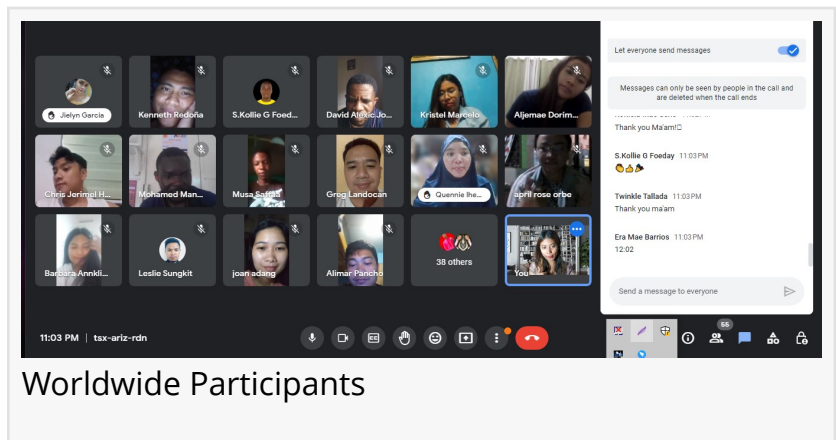 Let everyone send messages
Messages can only be seen by people in the call and
are deleted when the call ends
Thank you Ma'am!
S.Kollie G Foeday 11:03 PM
Twinkle Tallada 11:03 PM
Thank you ma'am
Era Mae Barrios 11:03 PM
12:02
Send a message to everyone
Jielyn Garcia
Kenneth Redoña
S.Kollie G Foed...
David Alexic Jo...
Kristel Marcelo
Aljemae Dorim...
Chris Jerimel H...
Mohamed Man...
Musa Saffaa
Greg Landocan
Quennie Ihe...
april rose orbe
Barbara Annkli...
Leslie Sungkit
joan adang
Alimar Pancho
38 others
You
11:03 PM | tsx-ariz-rdn
55
Worldwide Participants